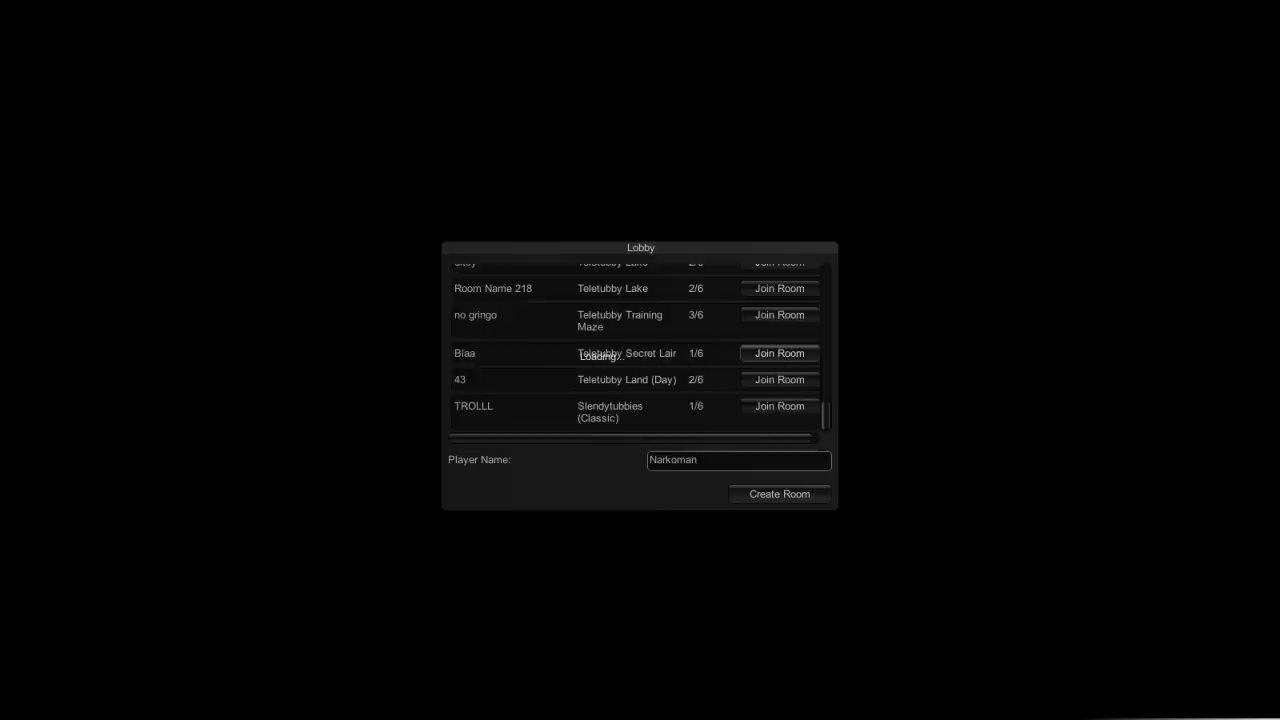 Lobby
Room Name 218 Teletubby Lake 2/6 Join Room
no gringo Teletubby Training 3/6 Join Room
Maze
Blaa Teletubby Secret Lair 1/6 Join Room
Loading..
43 Teletubby Land (Day) 2/6 Join Room
TROLLL Slendytubbies 1/6 Join Room
(Classic)
Player Name: Narkoman
Create Room